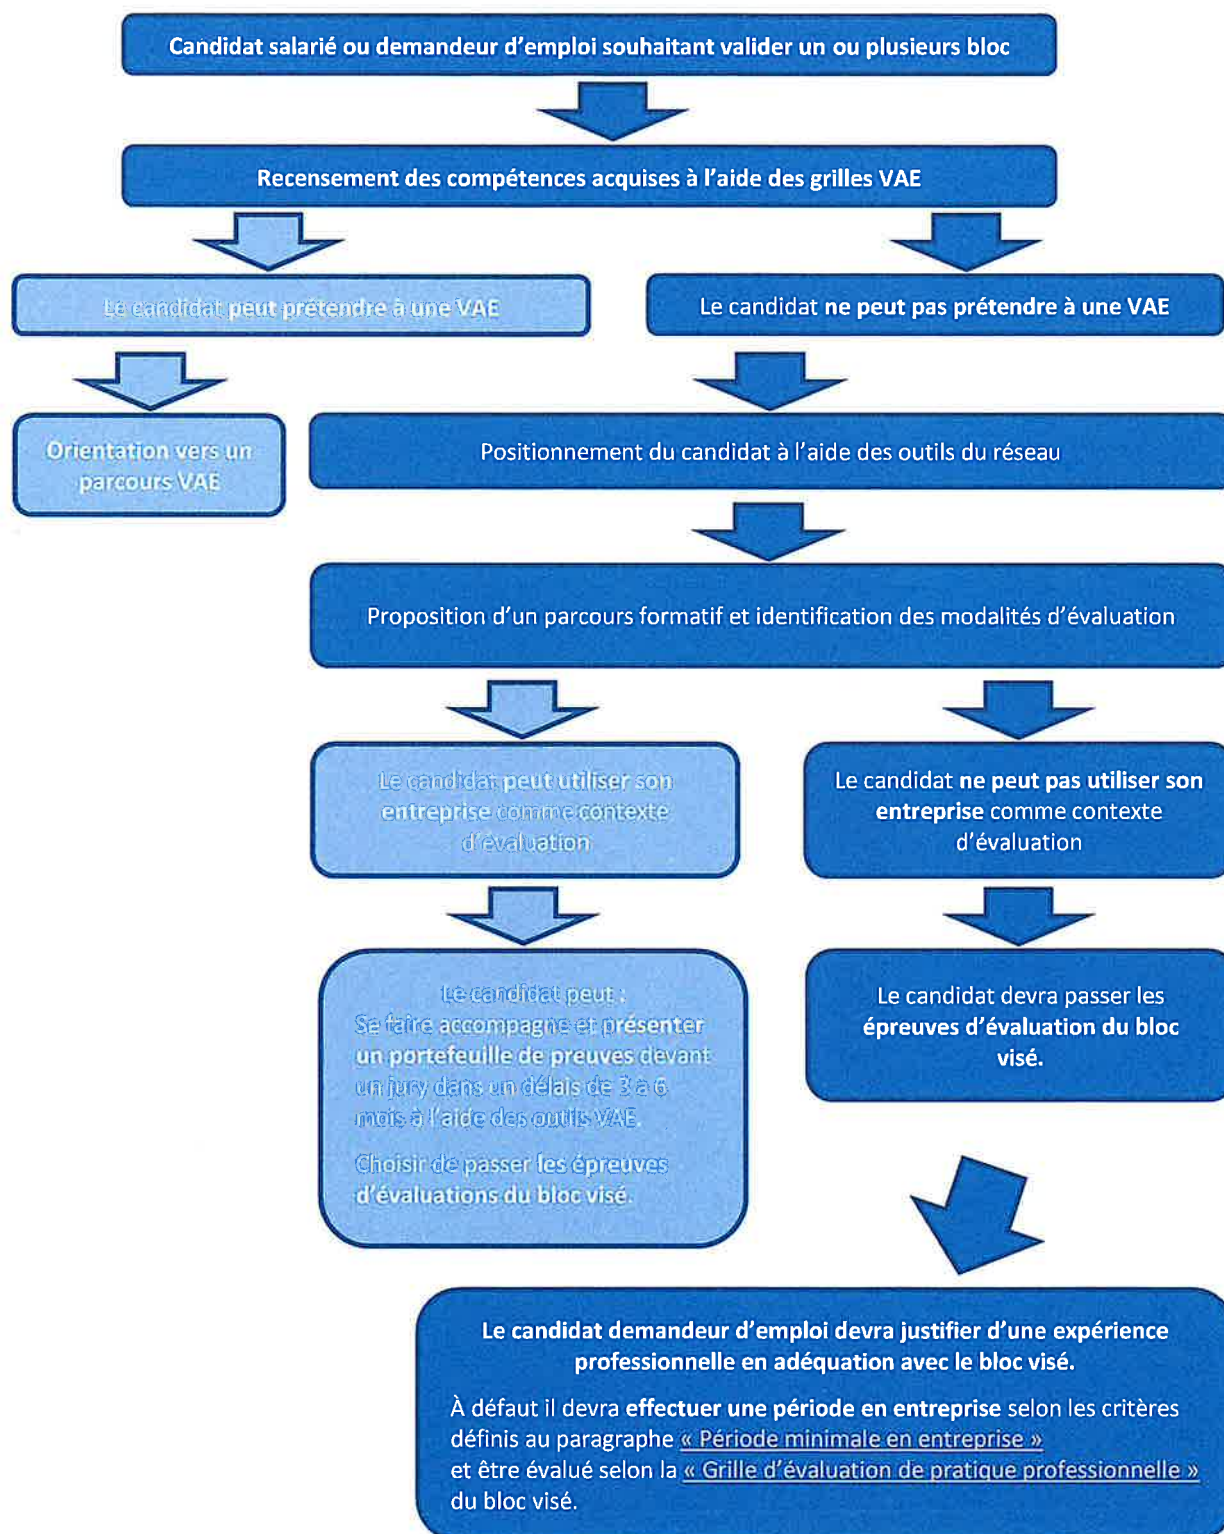 Candidat salarié ou demandeur d'emploi souhaitant valider un ou plusieurs bloc
Recensement des compétences acquises à l'aide des grilles VAE
Le candidat peut prétendre à une VAE
Le candidat ne peut pas prétendre à une VAE
Orientation vers un
parcours VAE
Positionnement du candidat à l'aide des outils du réseau
Proposition d'un parcours formatif et identification des modalités d'évaluation
Le candidat peut utiliser son
entreprise comme contexte
d'évaluation
Le candidat ne peut pas utiliser son
entreprise comme contexte
d'évaluation
Le candidat peut :
Se faire accompagne et présenter
un portefeuille de preuves devant
un jury dans un délais de 3 à 6
mois à l'aide des outils VAE.
Choisir de passer les épreuves
d'évaluations du bloc visé.
Le candidat devra passer les
épreuves d'évaluation du bloc
visé.
Le candidat demandeur d'emploi devra justifier d'une expérience
professionnelle en adéquation avec le bloc visé.
À défaut il devra effectuer une période en entreprise selon les critères
définis au paragraphe « Période minimale en entreprise »
et être évalué selon la « Grille d'évaluation de pratique professionnelle »
du bloc visé.